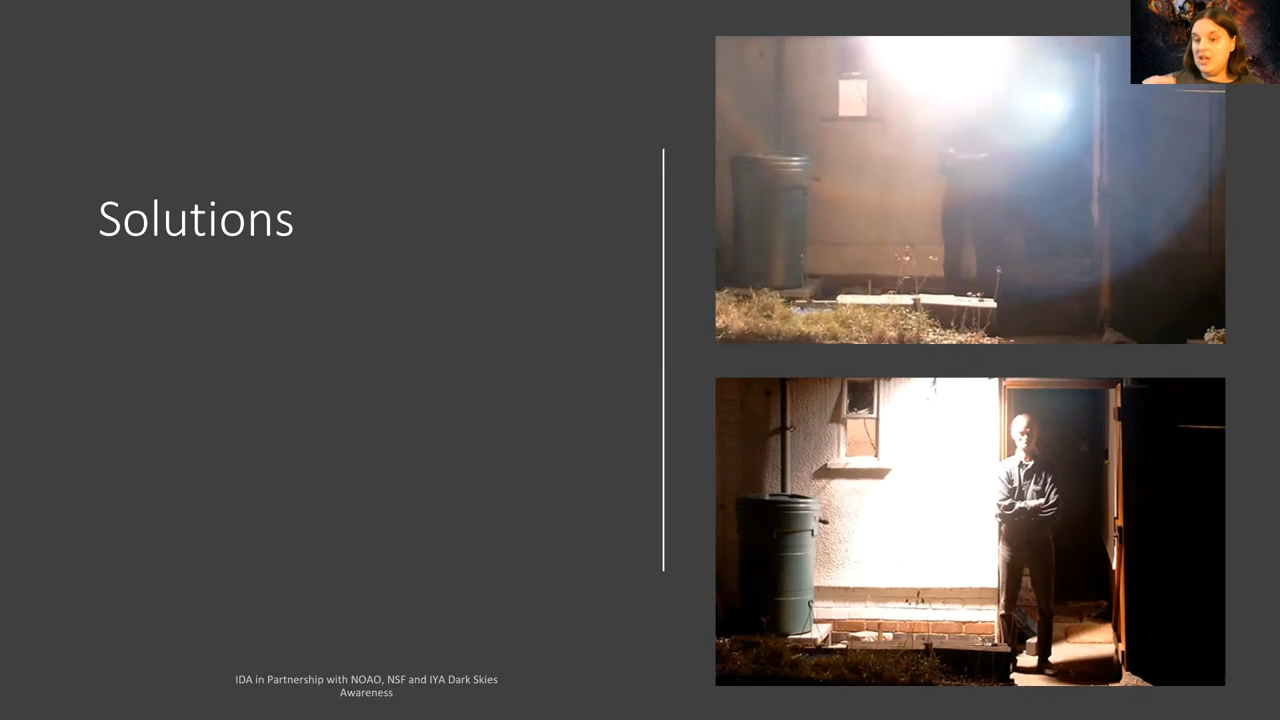 Solutions
IDA in Partnership with NOAO, NSF and IYA Dark Skies
Awareness